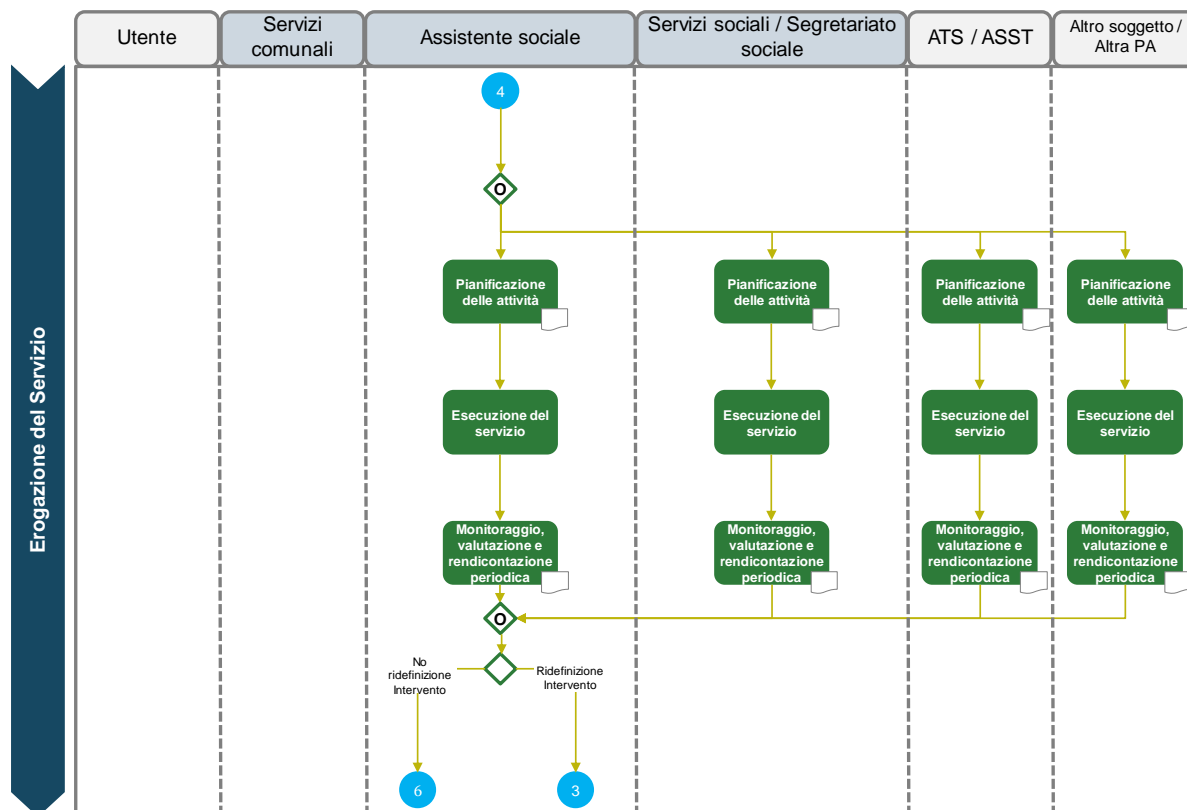 Utente
Servizi
comunali
Assistente sociale
Servizi sociali / Segretariato
sociale
ATS / ASST
Altro soggetto /
Altra PA
Erogazione del Servizio
4
O
Pianificazione
delle attività
Pianificazione
delle attività
Pianificazione
delle attività
Pianificazione
delle attività
Esecuzione del
servizio
Esecuzione del
servizio
Esecuzione del
servizio
Esecuzione del
servizio
Monitoraggio,
valutazione e
rendicontazione
periodica
Monitoraggio,
valutazione e
rendicontazione
periodica
Monitoraggio,
valutazione e
rendicontazione
periodica
Monitoraggio,
valutazione e
rendicontazione
periodica
O
No
ridefinizione
Intervento
Ridefinizione
Intervento
6
3